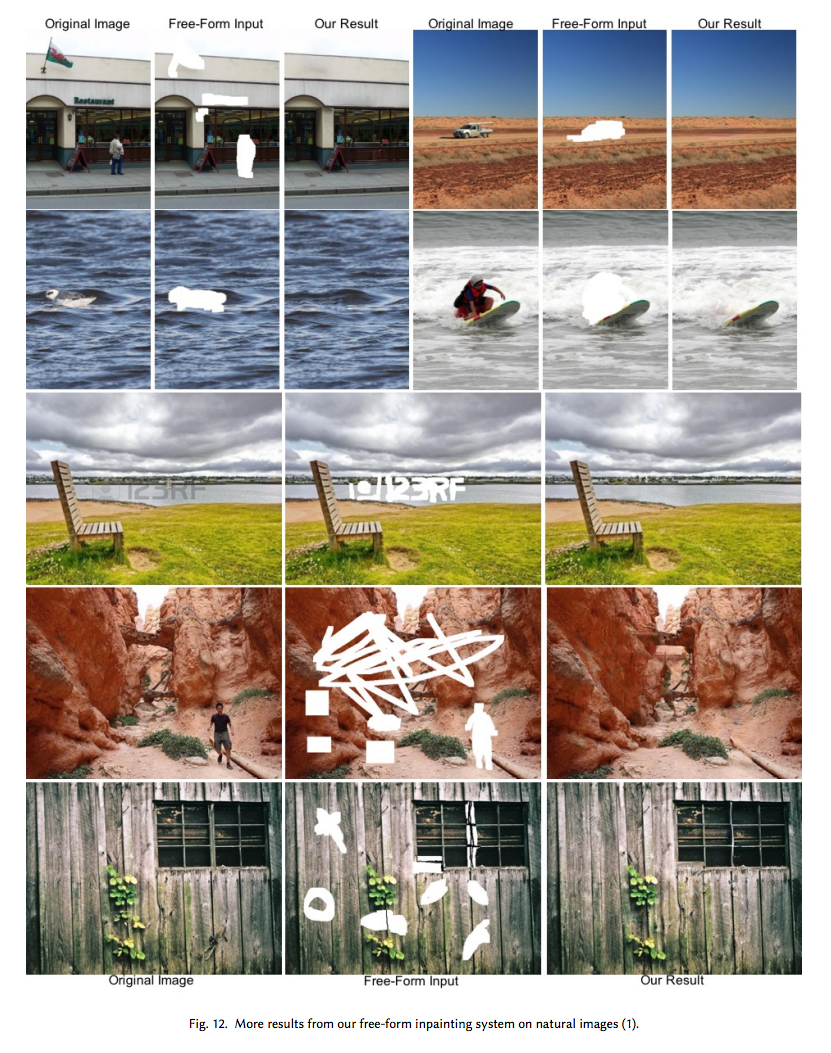 Original Image
Free-Form Input
Our Result
Original Image
Free-Form Input
Our Result
Restaurant
123RF
123RF
Original Image
Free-Form Input
Our Result
Fig. 12. More results from our free-form inpainting system on natural images (1).